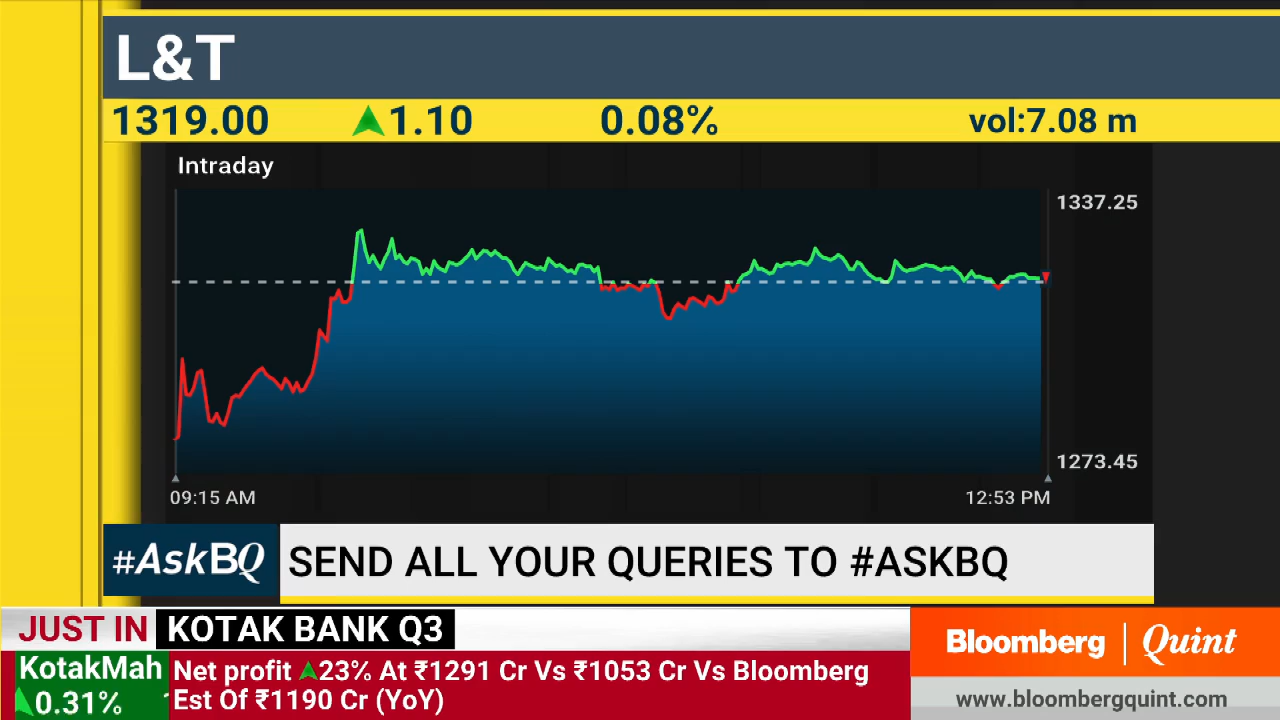 L&T
1319.00 1.10 0.08% vol:7.08 m
Intraday
1337.25
1273.45
09:15 AM 12:53 PM
#AskBQ SEND ALL YOUR QUERIES TO #ASKBQ
JUST IN KOTAK BANK Q3
KotakMah
0.31%
Net profit 23% At ₹1291 Cr Vs ₹1053 Cr Vs Bloomberg
Est Of ₹1190 Cr (YoY)
Bloomberg | Quint
www.bloombergquint.com